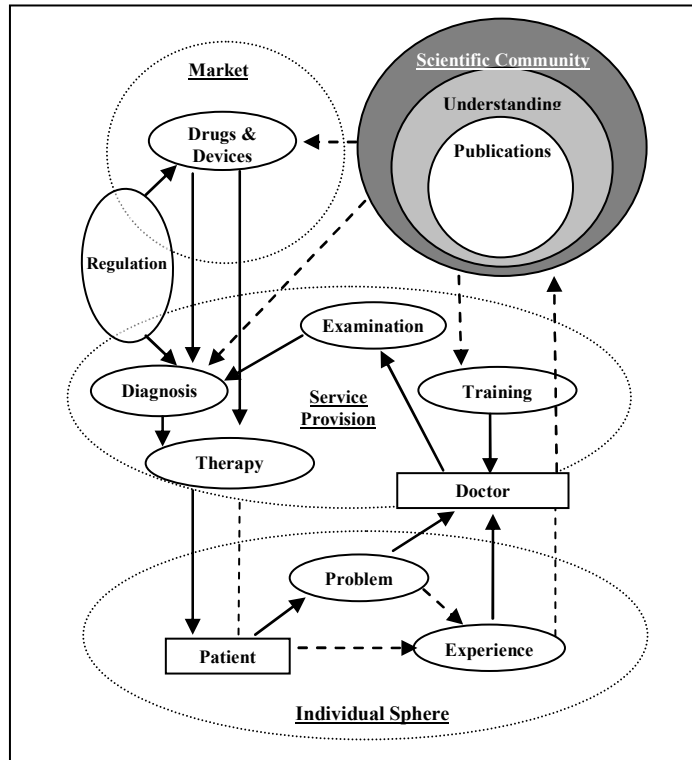 Market
Scientific Community
Understanding
Drugs &
Devices
Publications
Regulation
Examination
Diagnosis
Training
Service
Provision
Therapy
Doctor
Problem
Patient
Experience
Individual Sphere